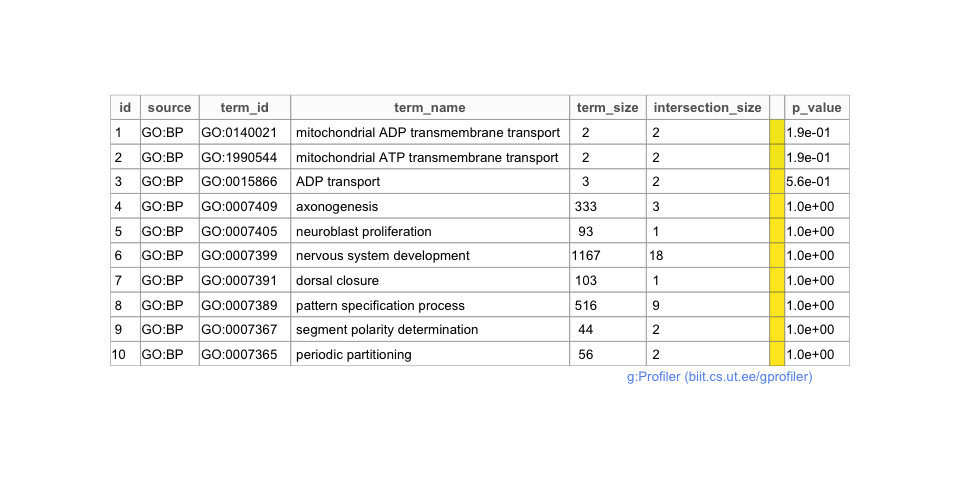 id source term_id term_name term_size intersection_size p_value
1 GO:BP GO:0140021 mitochondrial ADP transmembrane transport 2 2 1.9e-01
2 GO:BP GO:1990544 mitochondrial ATP transmembrane transport 2 2 1.9e-01
3 GO:BP GO:0015866 ADP transport 3 2 5.6e-01
4 GO:BP GO:0007409 axonogenesis 333 3 1.0e+00
5 GO:BP GO:0007405 neuroblast proliferation 93 1 1.0e+00
6 GO:BP GO:0007399 nervous system development 1167 18 1.0e+00
7 GO:BP GO:0007391 dorsal closure 103 1 1.0e+00
8 GO:BP GO:0007389 pattern specification process 516 9 1.0e+00
9 GO:BP GO:0007367 segment polarity determination 44 2 1.0e+00
10 GO:BP GO:0007365 periodic partitioning 56 2 1.0e+00
g:Profiler (biit.cs.ut.ee/gprofiler)